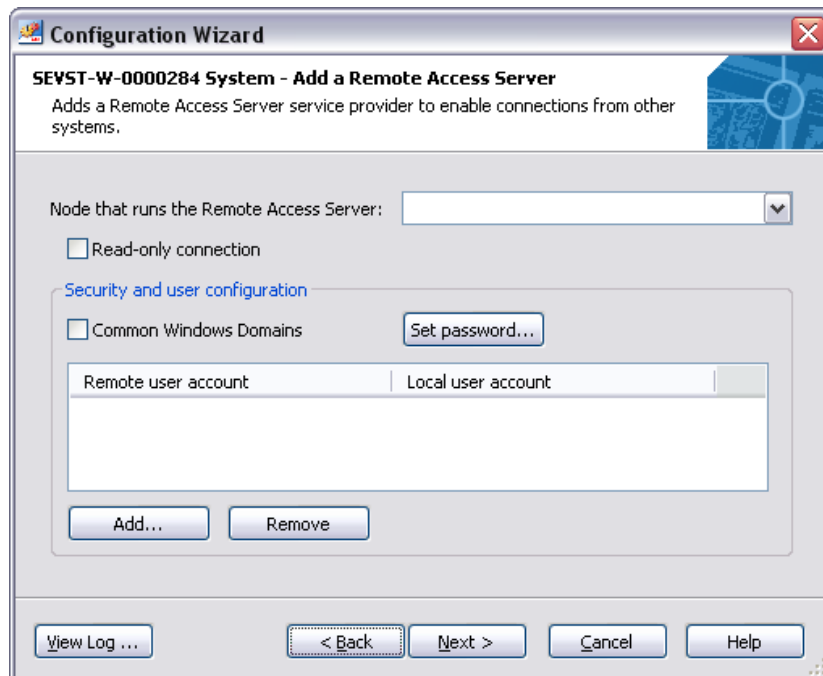 Configuration Wizard
SEVST-W-0000284 System - Add a Remote Access Server
Adds a Remote Access Server service provider to enable connections from other
systems.
Node that runs the Remote Access Server:
Read-only connection
Security and user configuration
Common Windows Domains Set password...
Remote user account Local user account
Add... Remove
View Log ... < Back Next > Cancel Help